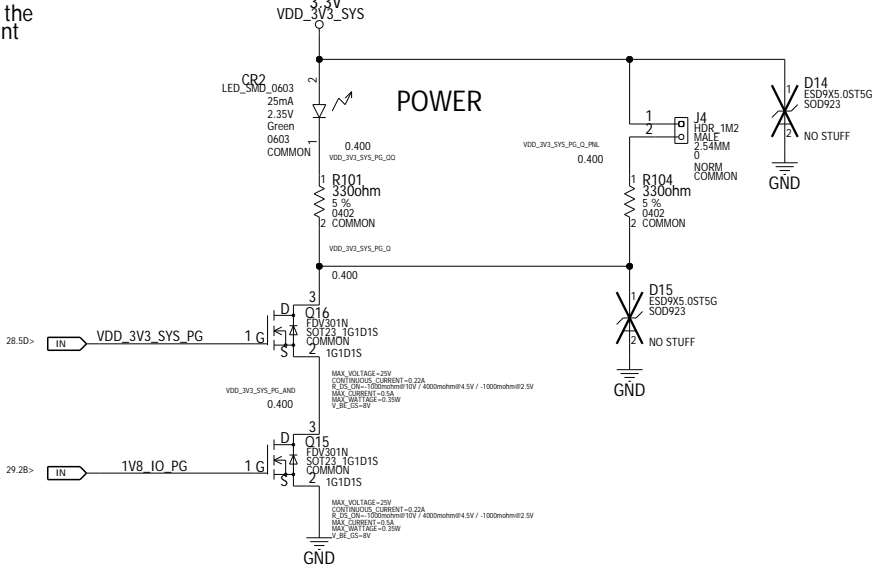 the
nt
3.3V
VDD_3V3_SYS
POWER
CR2
LED_SMD_0603
25mA
2.35V
Green
0603
COMMON
2
1
0.400
VDD_3V3_SYS_PG_QQ
1
R101
330ohm
5 %
0402
2 COMMON
VDD_3V3_SYS_PG_Q
0.400
VDD_3V3_SYS_PG_Q_PNL
0.400
1
2
J4
HDR_1M2
MALE
2.54MM
0
NORM
COMMON
1
R104
330ohm
5 %
0402
2 COMMON
1
D14
ESD9X5.0ST5G
SOD923
2 NO STUFF
GND
1
D15
ESD9X5.0ST5G
SOD923
2 NO STUFF
GND
28.5D> IN VDD_3V3_SYS_PG 1 G
D
S
3
Q16
FDV301N
SOT23_1G1D1S
COMMON
2 1G1D1S
MAX_VOLTAGE=25V
CONTINUOUS_CURRENT=0.22A
R_DS_ON=-1000mohm@10V / 4000mohm@4.5V / -1000mohm@2.5V
MAX_CURRENT=0.5A
MAX_WATTAGE=0.35W
V_BE_GS=8V
VDD_3V3_SYS_PG_AND
0.400
29.2B> IN 1V8_IO_PG 1 G
D
S
3
Q15
FDV301N
SOT23_1G1D1S
COMMON
2 1G1D1S
MAX_VOLTAGE=25V
CONTINUOUS_CURRENT=0.22A
R_DS_ON=-1000mohm@10V / 4000mohm@4.5V / -1000mohm@2.5V
MAX_CURRENT=0.5A
MAX_WATTAGE=0.35W
V_BE_GS=8V
GND